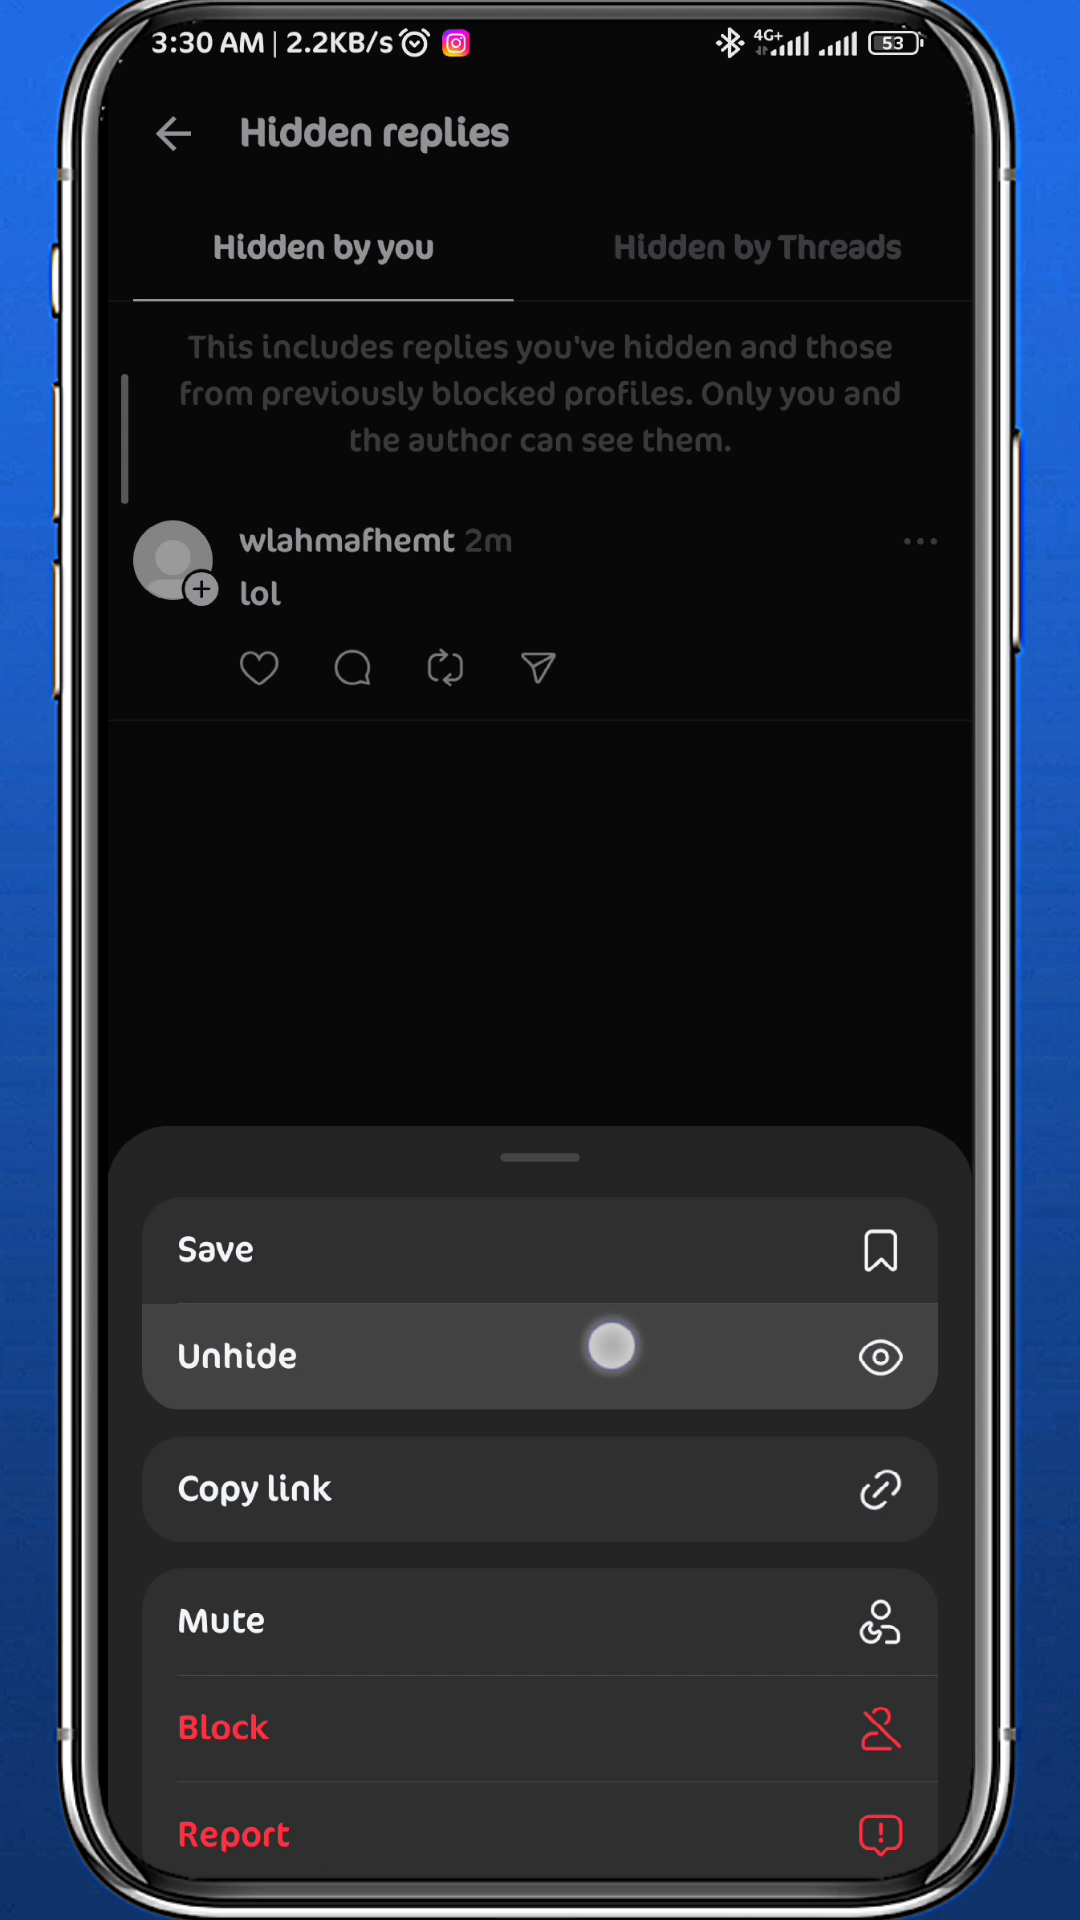 3:30 AM | 2.2KB/s 4G+ 53
Hidden replies
Hidden by you Hidden by Threads
This includes replies you've hidden and those
from previously blocked profiles. Only you and
the author can see them.
wlahmafhemt 2m
lol
Save
Unhide
Copy link
Mute
Block
Report